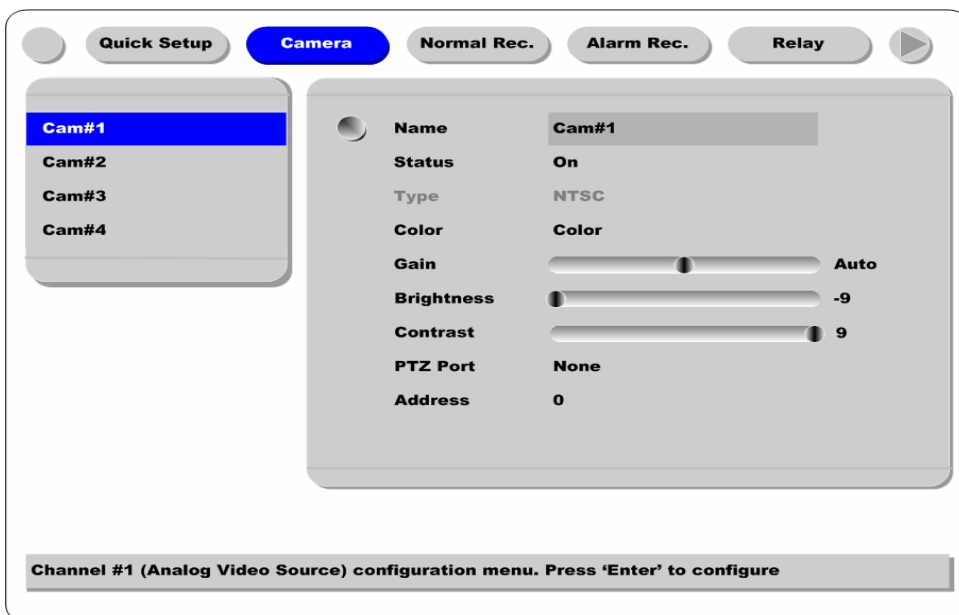 Quick Setup Camera Normal Rec. Alarm Rec. Relay
Cam#1
Cam#2
Cam#3
Cam#4
Name Cam#1
Status On
Type NTSC
Color Color
Gain Auto
Brightness -9
Contrast 9
PTZ Port None
Address 0
Channel #1 (Analog Video Source) configuration menu. Press ‘Enter’ to configure